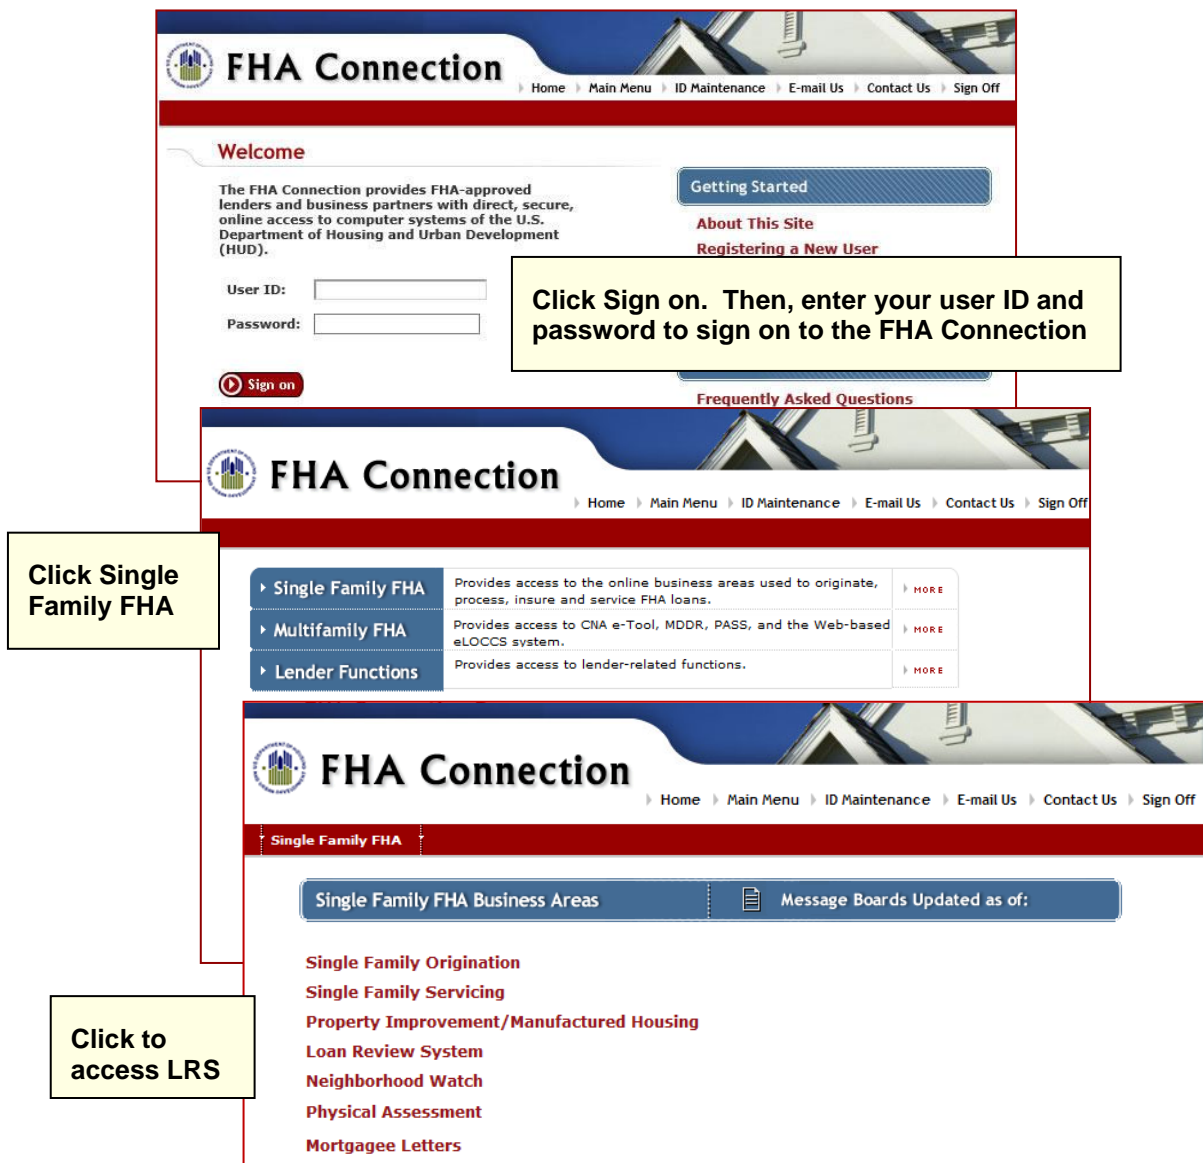 FHA Connection
Home Main Menu ID Maintenance E-mail Us Contact Us Sign Off
Welcome
The FHA Connection provides FHA-approved
lenders and business partners with direct, secure,
online access to computer systems of the U.S.
Department of Housing and Urban Development
(HUD).
User ID:
Password:
Sign on
Getting Started
About This Site
Registering a New User
Click Sign on. Then, enter your user ID and
password to sign on to the FHA Connection
Frequently Asked Questions
FHA Connection
Home Main Menu ID Maintenance E-mail Us Contact Us Sign Off
Click Single
Family FHA
Single Family FHA
Provides access to the online business areas used to originate,
process, insure and service FHA loans.
MORE
Multifamily FHA
Provides access to CNA e-Tool, MDDR, PASS, and the Web-based
eLOCCS system.
MORE
Lender Functions
Provides access to lender-related functions.
MORE
FHA Connection
Home Main Menu ID Maintenance E-mail Us Contact Us Sign Off
Single Family FHA
Single Family FHA Business Areas
Message Boards Updated as of:
Single Family Origination
Single Family Servicing
Property Improvement/Manufactured Housing
Loan Review System
Neighborhood Watch
Physical Assessment
Mortgagee Letters
Click to
access LRS